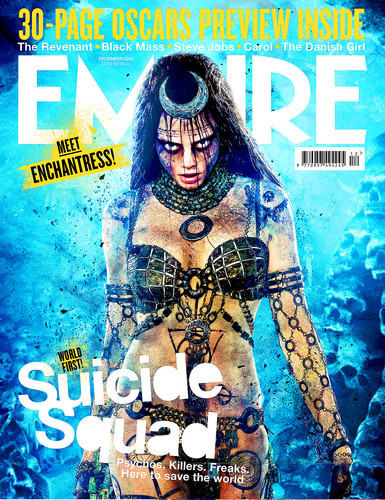 30-PAGE OSCARS PREVIEW INSIDE
The Revenant • Black Mass • Steve Jobs • Carol • The Danish Girl
EMPIRE
MEET
ENCHANTRESS!
WORLD
FIRST!
Suicide
Squad
Psychos. Killers. Freaks.
Here to save the world